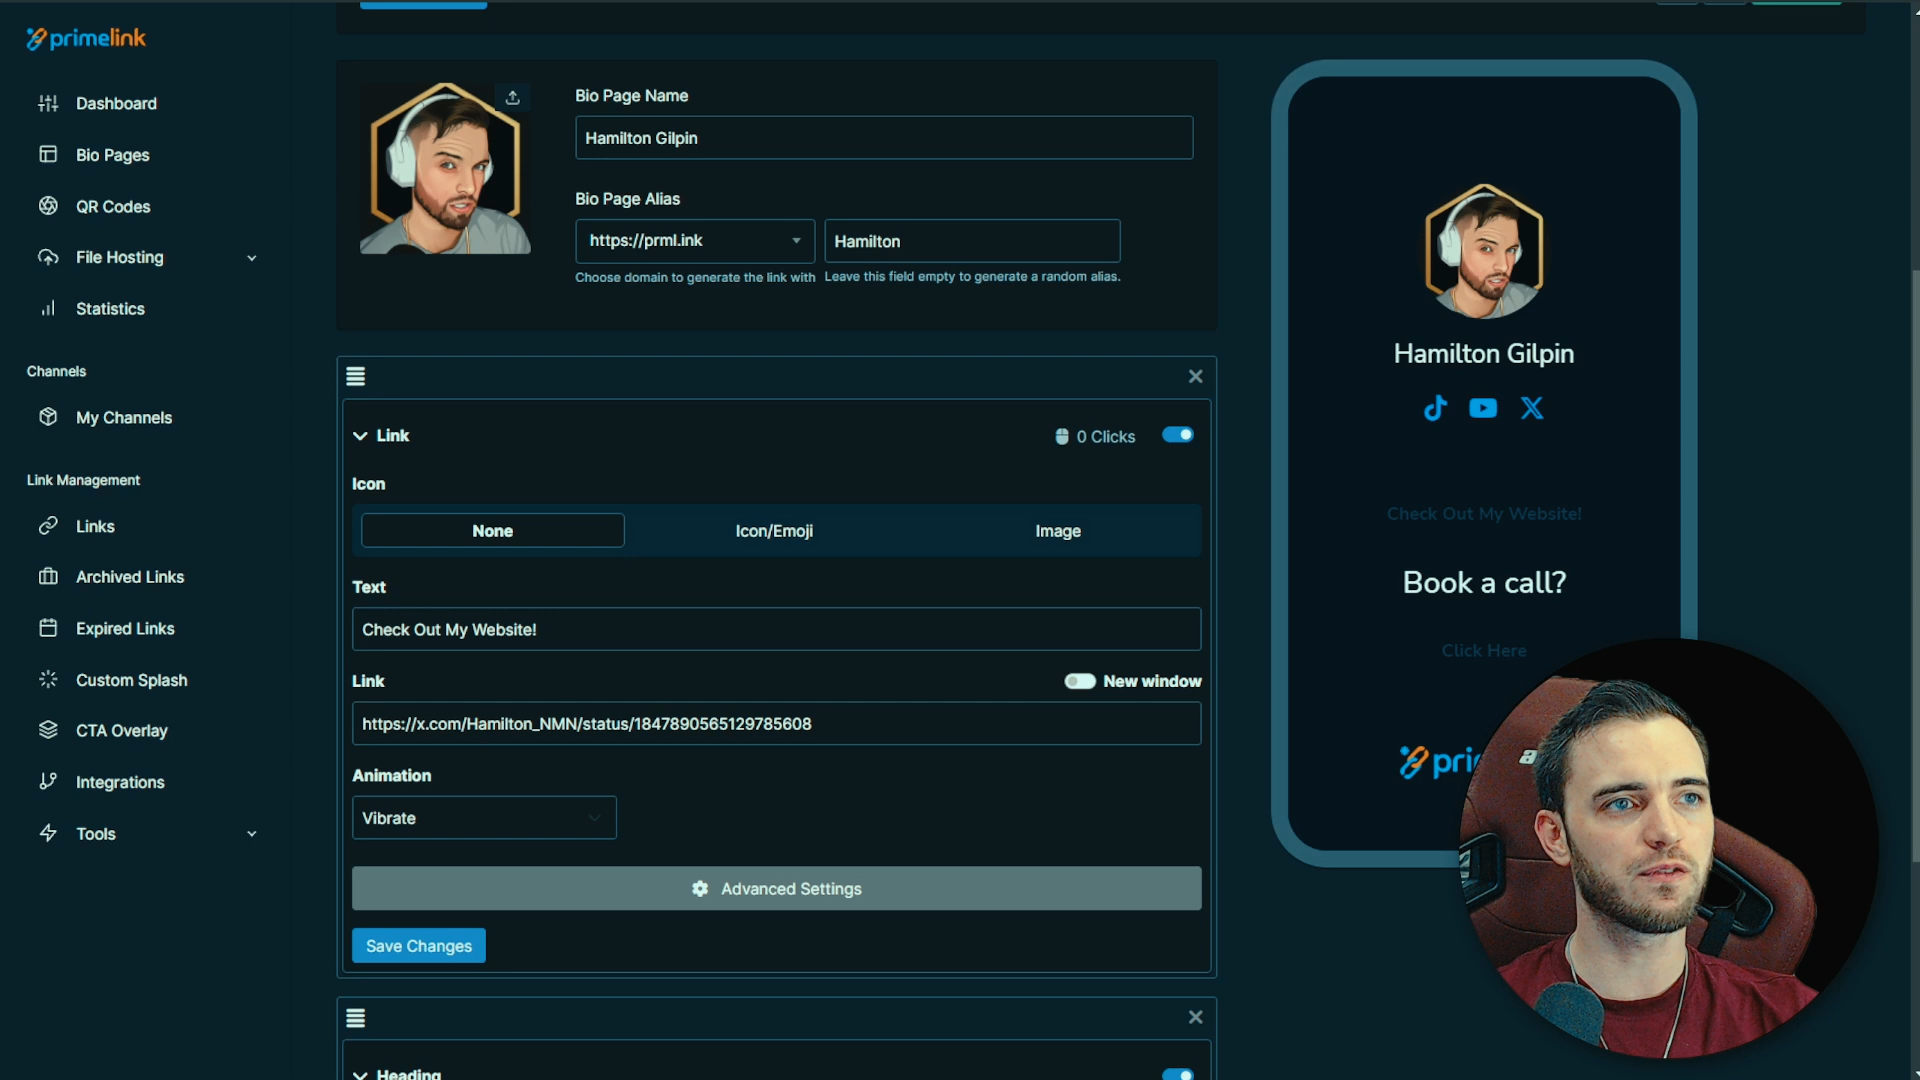 primelink
Dashboard
Bio Pages
QR Codes
File Hosting
Statistics
Channels
My Channels
Link Management
Links
Archived Links
Expired Links
Custom Splash
CTA Overlay
Integrations
Tools
Bio Page Name
Hamilton Gilpin
Bio Page Alias
https://prml.ink
Hamilton
Choose domain to generate the link with
Leave this field empty to generate a random alias.
Link
0 Clicks
Icon
None
Icon/Emoji
Image
Text
Check Out My Website!
Link
New window
https://x.com/Hamilton_NMN/status/1847890565129785608
Animation
Vibrate
Advanced Settings
Save Changes
Heading
Hamilton Gilpin
Check Out My Website!
Book a call?
Click Here